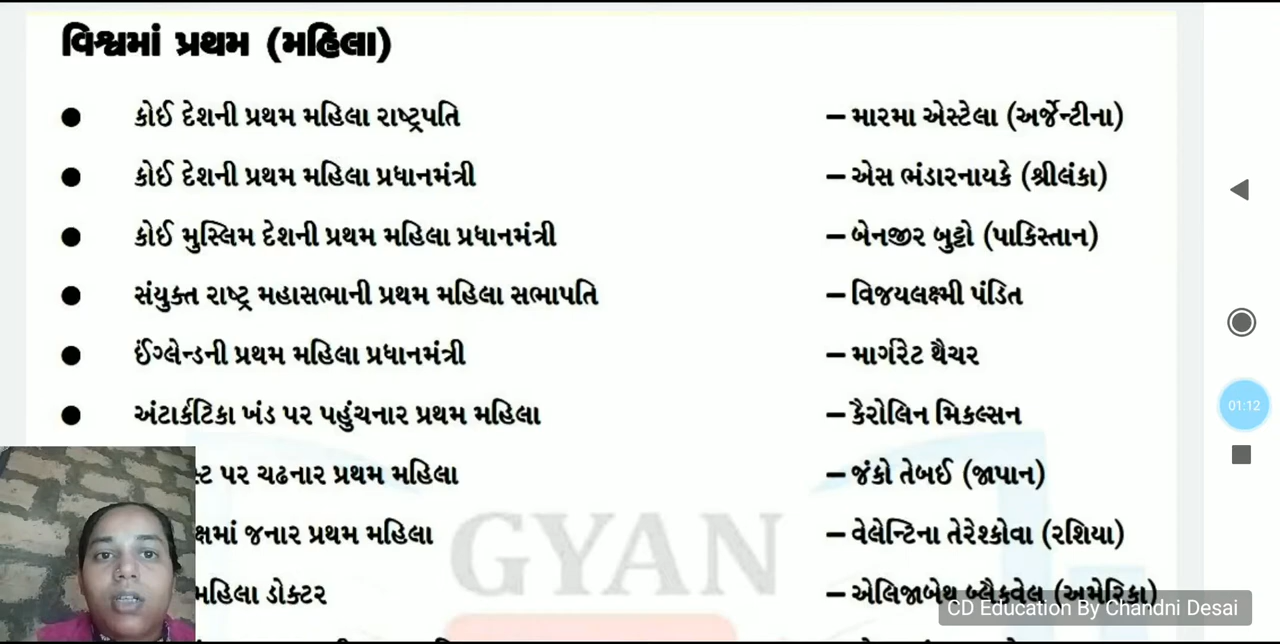 વિશ્વમાં પ્રથમ (મહિલા)
● કોઈ દેશની પ્રથમ મહિલા રાષ્ટ્રપતિ – મારમા એસ્ટેલા (અર્જેન્ટીના)
● કોઈ દેશની પ્રથમ મહિલા પ્રધાનમંત્રી – એસ ભંડારનાયકે (શ્રીલંકા)
● કોઈ મુસ્લિમ દેશની પ્રથમ મહિલા પ્રધાનમંત્રી – બેનજીર બુટ્ટો (પાકિસ્તાન)
● સંયુક્ત રાષ્ટ્ર મહાસભાની પ્રથમ મહિલા સભાપતિ – વિજયલક્ષ્મી પંડિત
● ઈંગ્લેન્ડની પ્રથમ મહિલા પ્રધાનમંત્રી – માર્ગરેટ થૈચર
● અંટાર્કટિકા ખંડ પર પહુંચનાર પ્રથમ મહિલા – કૈરોલિન મિકલ્સન
પર ચઢનાર પ્રથમ મહિલા – જંકો તેબઈ (જાપાન)
જનાર પ્રથમ મહિલા – વેલેન્ટિના તેરેશ્કોવા (રશિયા)
મહિલા ડોક્ટર – એલિજાબેથ બ્લૈકવેલ (અમેરિકા)
GYAN
01:12
CD Education By Chandni Desai